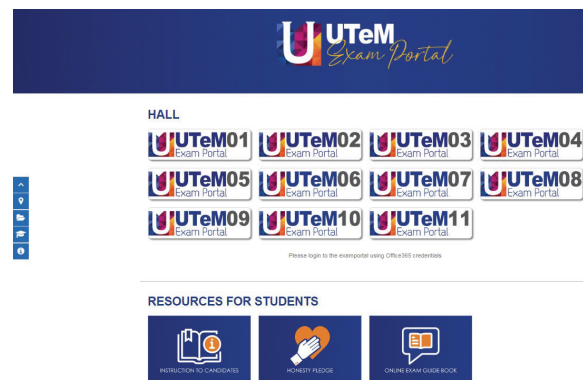 UTeM
Exam Portal
HALL
UTeM01 UTeM02 UTeM03 UTeM04
Exam Portal Exam Portal Exam Portal Exam Portal
UTeM05 UTeM06 UTeM07 UTeM08
Exam Portal Exam Portal Exam Portal Exam Portal
UTeM09 UTeM10 UTeM11
Exam Portal Exam Portal Exam Portal
Please login to the examportal using Office365 credentials
RESOURCES FOR STUDENTS
INSTRUCTION TO CANDIDATES HONESTY PLEDGE ONLINE EXAM GUIDE BOOK